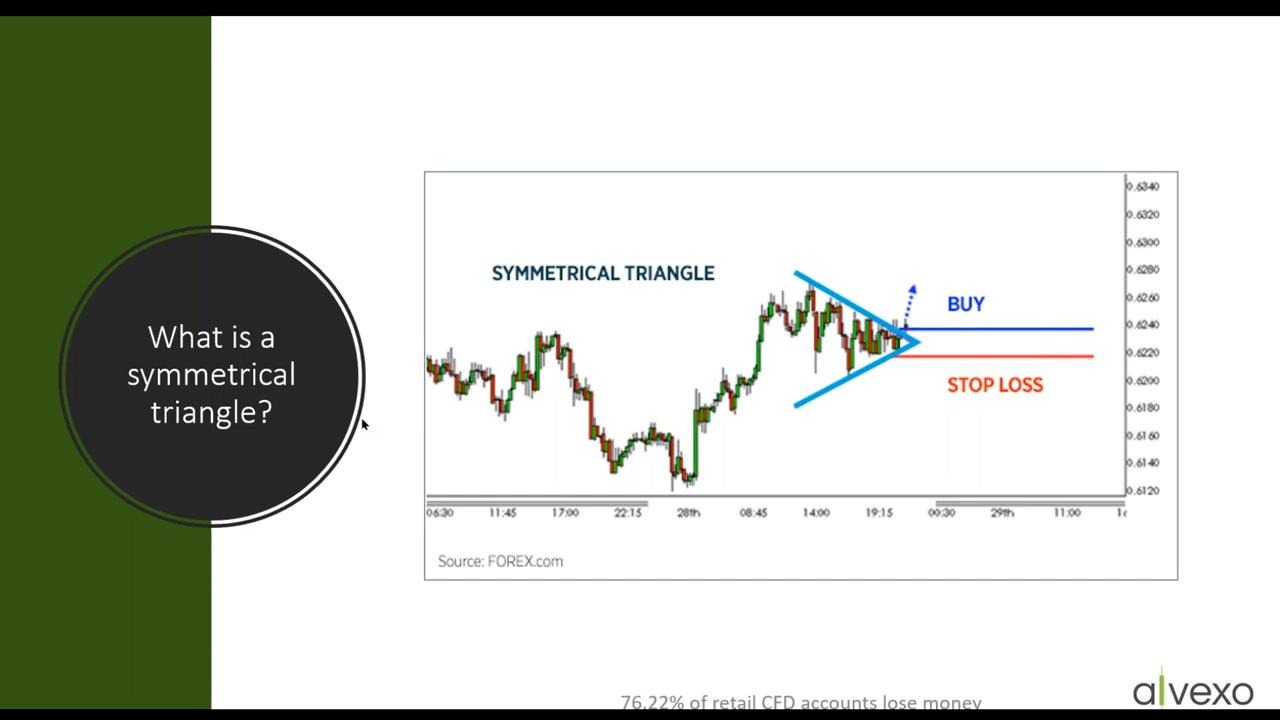 What is a
symmetrical
triangle?
SYMMETRICAL TRIANGLE
BUY
STOP LOSS
0.6340
0.6320
0.6300
0.6280
0.6260
0.6240
0.6220
0.6200
0.6180
0.6160
0.6140
0.6120
06:30 11:45 17:00 22:15 28th 08:45 14:00 19:15 00:30 29th 11:00
Source: FOREX.com
76.22% of retail CFD accounts lose money
alvexo